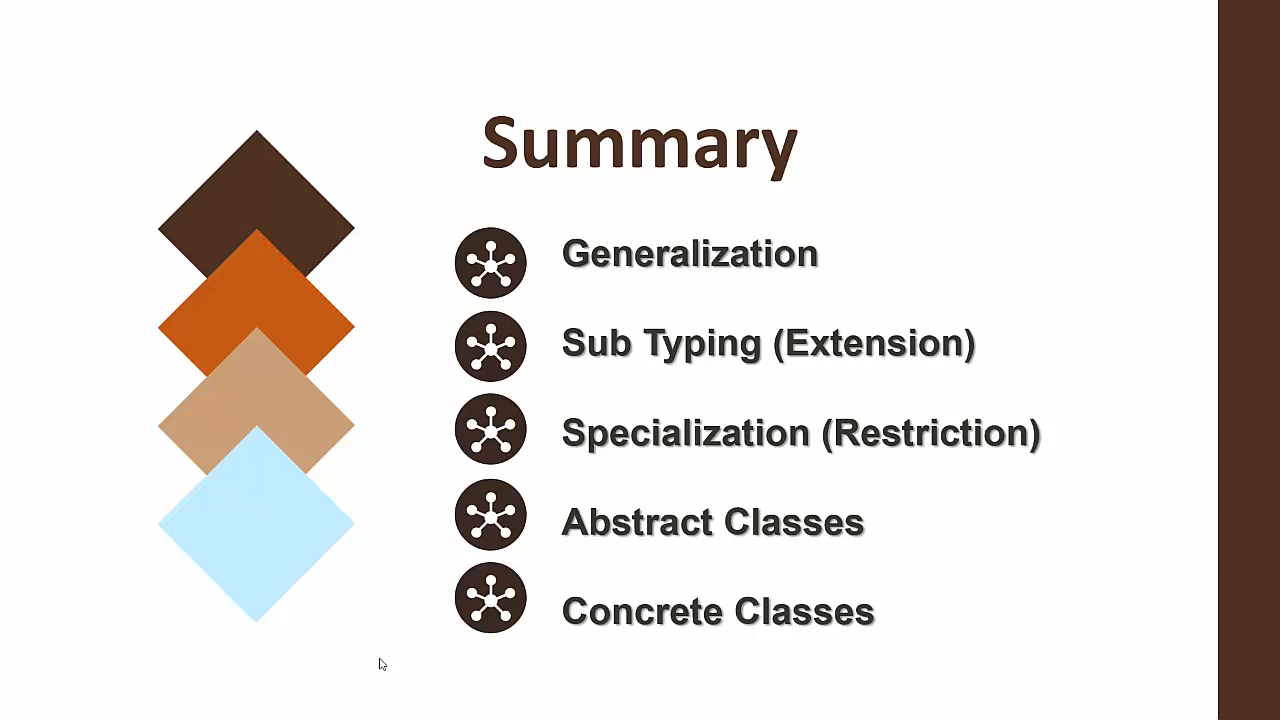 Summary
Generalization
Sub Typing (Extension)
Specialization (Restriction)
Abstract Classes
Concrete Classes